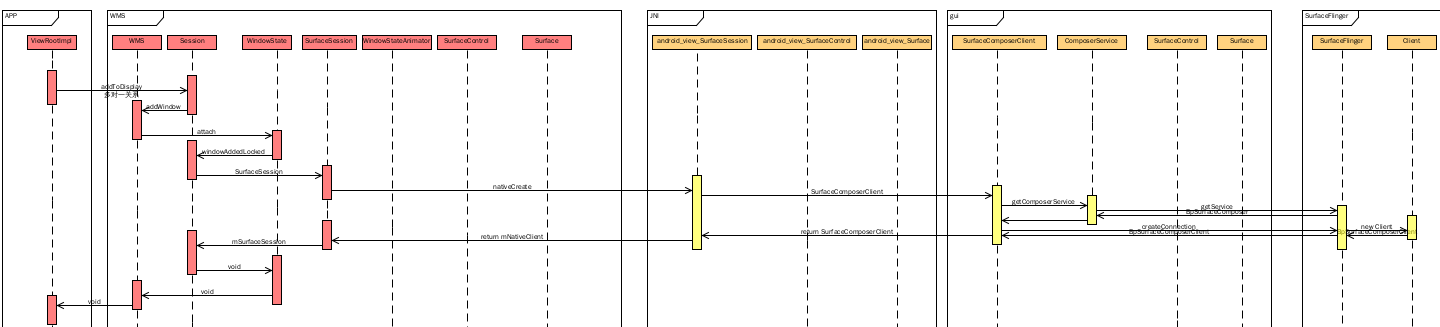 APP
WMS
JNI
gui
SurfaceFlinger
ViewRootImpl
WMS
Session
WindowState
SurfaceSession
WindowStateAnimator
SurfaceControl
Surface
android_view_SurfaceSession
android_view_SurfaceControl
android_view_Surface
SurfaceComposerClient
ComposerService
SurfaceControl
Surface
SurfaceFlinger
Client
addToDisplay
多对一关系
addWindow
attach
windowAddedLocked
SurfaceSession
nativeCreate
SurfaceComposerClient
getComposerService
getService
BpSurfaceComposer
createConnection
BpSurfaceComposerClient
new Client
return SurfaceComposerClient
return mNativeClient
mSurfaceSession
void
void
void